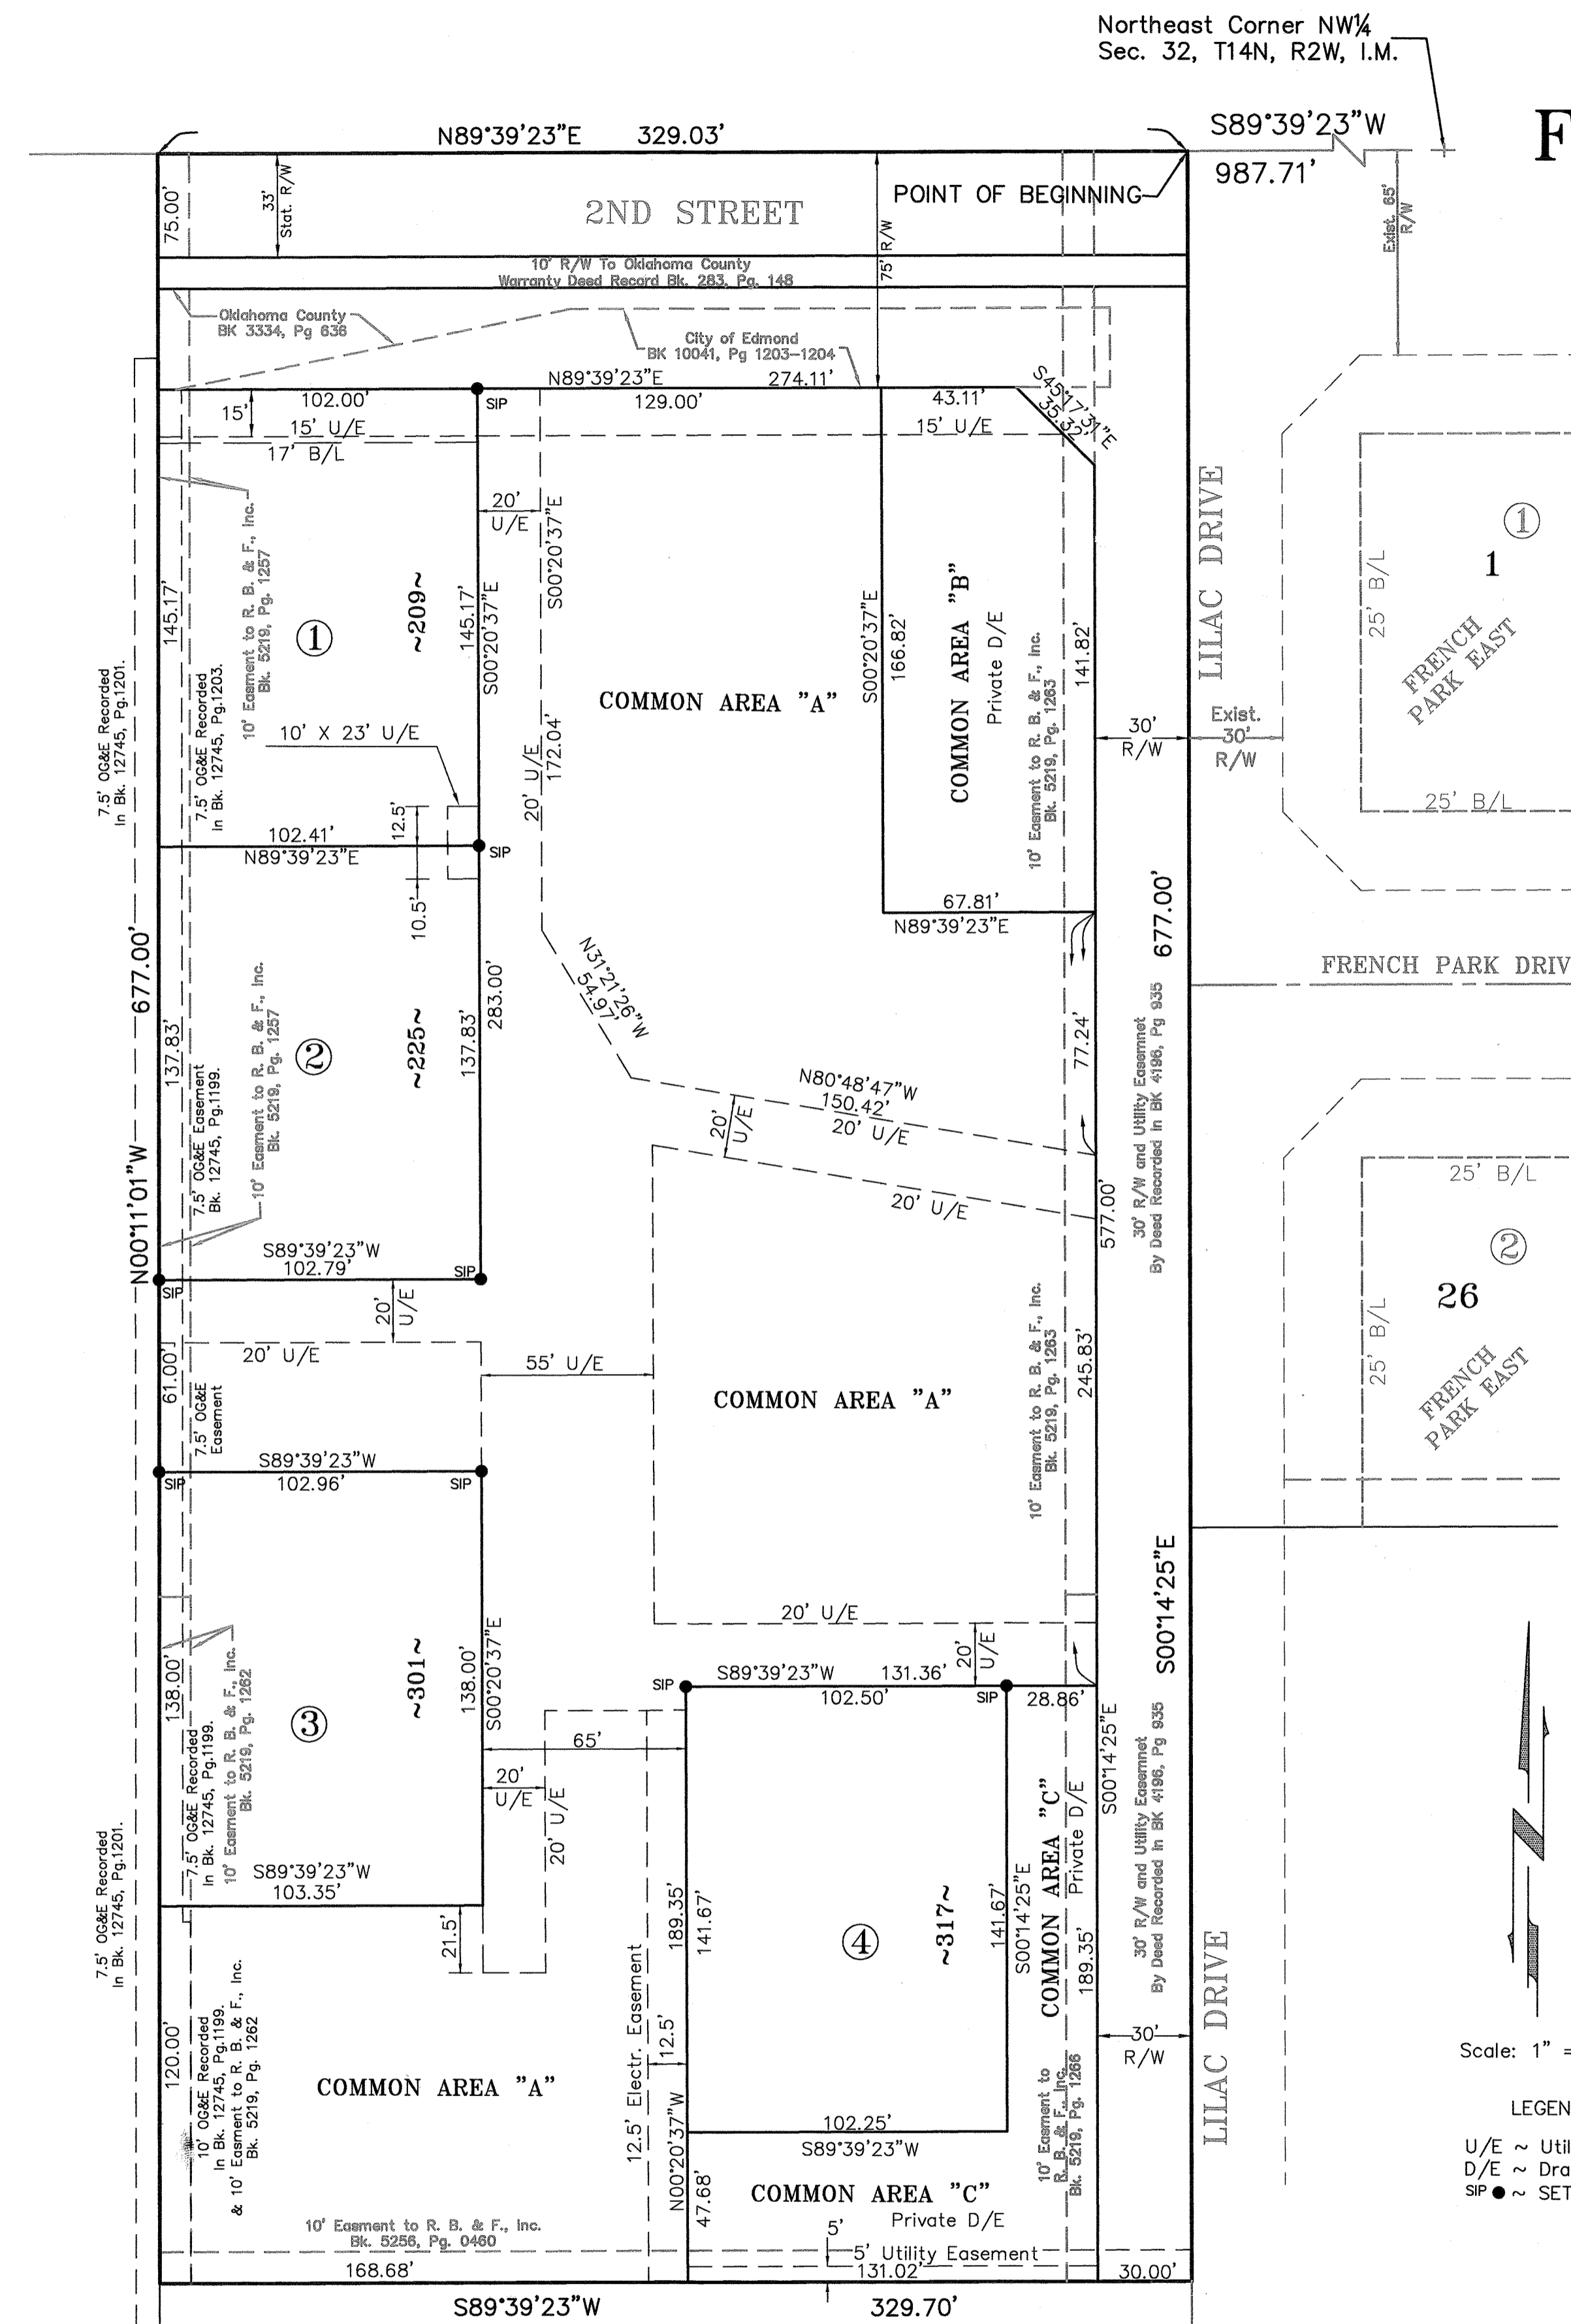 Northeast Corner NW¼
Sec. 32, T14N, R2W, I.M.
N89°39'23"E 329.03'
S89°39'23"W
987.71'
F
POINT OF BEGINNING
75.00'
33'
Stat. R/W
2ND STREET
75' R/W
Exist. 65'
R/W
10' R/W To Oklahoma County
Warranty Deed Record Bk. 283, Pg. 148
Oklahoma County
BK 3334, Pg 636
City of Edmond
BK 10041, Pg 1203-1204
N89°39'23"E 274.11'
102.00'
SIP
129.00'
43.11'
S45°17'31"E
35.32'
15'
15' U/E
17' B/L
15' U/E
20'
U/E
S00°20'37"E
145.17'
10' Easment to R. B. & F., Inc.
Bk. 5219, Pg. 1257
1
~209~
145.17'
S00°20'37"E
7.5' OG&E Recorded
In Bk. 12745, Pg.1201.
7.5' OG&E Recorded
In Bk. 12745, Pg.1203.
10' X 23' U/E
20' U/E
172.04'
COMMON AREA "A"
S00°20'37"E
166.82'
COMMON AREA "B"
Private D/E
10' Easment to R. B. & F., Inc.
Bk. 5219, Pg. 1263
141.82'
30'
R/W
LILAC DRIVE
Exist.
30'
R/W
1
1
25' B/L
FRENCH
PARK EAST
25' B/L
12.5'
102.41'
N89°39'23"E
SIP
10.5'
67.81'
N89°39'23"E
677.00'
FRENCH PARK DRIV
677.00'
N00°11'01"W
137.83'
7.5' OG&E Easement
Bk. 12745, Pg.1199.
10' Easment to R. B. & F., Inc.
Bk. 5219, Pg. 1257
2
~225~
137.83'
283.00'
N31°21'26"W
54.97'
N80°48'47"W
150.42'
20' U/E
20'
U/E
20' U/E
77.24'
577.00'
30' R/W and Utility Easemnet
By Deed Recorded in BK 4196, Pg 935
25' B/L
2
26
25' B/L
FRENCH
PARK EAST
S89°39'23"W
102.79'
SIP
SIP
20'
U/E
20' U/E
61.00'
7.5' OG&E
Easement
55' U/E
COMMON AREA "A"
10' Easment to R. B. & F., Inc.
Bk. 5219, Pg. 1263
245.83'
S89°39'23"W
102.96'
SIP
SIP
S00°14'25"E
20' U/E
20'
U/E
138.00'
7.5' OG&E Recorded
In Bk. 12745, Pg.1199.
10' Easment to R. B. & F., Inc.
Bk. 5219, Pg. 1262
3
~301~
138.00'
S00°20'37"E
SIP
S89°39'23"W 131.36'
102.50'
SIP
28.86'
65'
20'
U/E
20' U/E
S00°14'25"E
30' R/W and Utility Easemnet
By Deed Recorded in BK 4196, Pg 935
7.5' OG&E Recorded
In Bk. 12745, Pg.1201.
S89°39'23"W
103.35'
21.5'
189.35'
141.67'
4
~317~
141.67'
S00°14'25"E
COMMON AREA "C"
Private D/E
189.35'
30'
R/W
LILAC DRIVE
120.00'
10' OG&E Recorded
In Bk. 12745, Pg.1199.
& 10' Easment to R. B. & F., Inc.
Bk. 5219, Pg. 1262
COMMON AREA "A"
12.5' Electr. Easement
12.5'
N00°20'37"W
47.68'
102.25'
S89°39'23"W
COMMON AREA "C"
Private D/E
10' Easment to
R. B. & F., Inc.
Bk. 5219, Pg. 1266
10' Easment to R. B. & F., Inc.
Bk. 5256, Pg. 0460
5'
5' Utility Easement
168.68'
131.02'
30.00'
S89°39'23"W 329.70'
Scale: 1" =
LEGEN
U/E ~ Util
D/E ~ Dra
SIP ● ~ SET